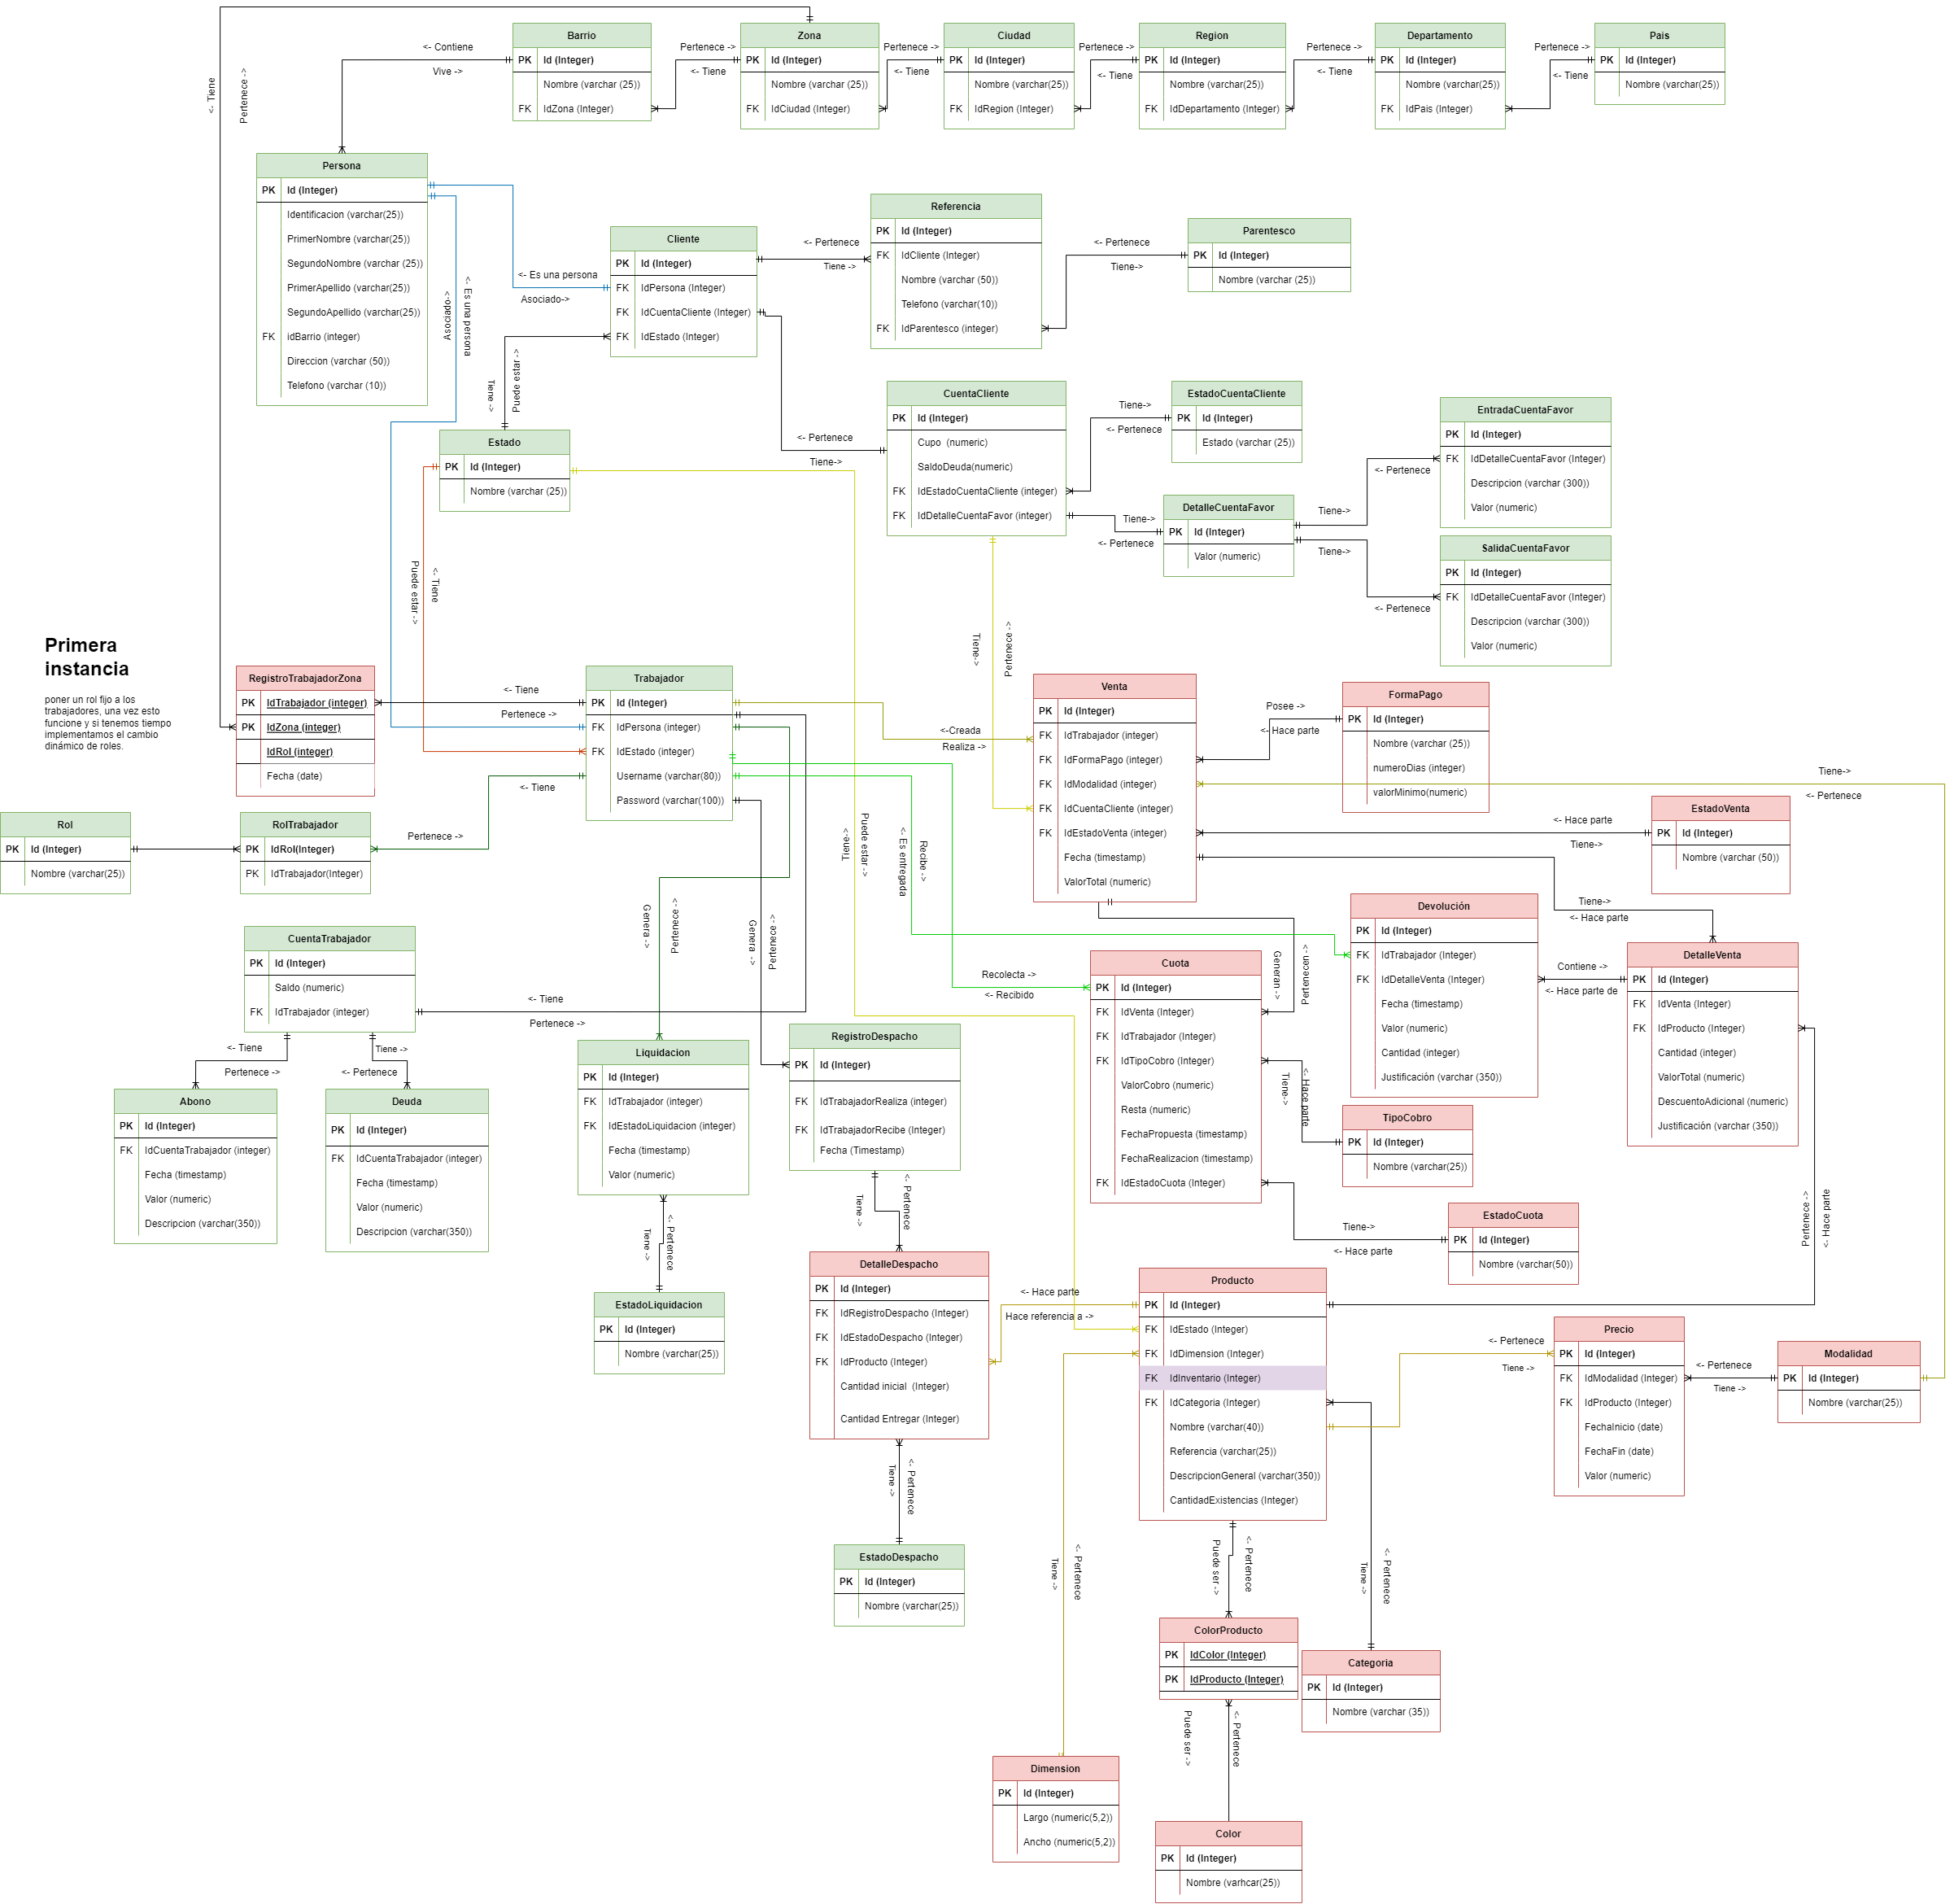 Barrio
PK Id (Integer)
Nombre (varchar (25))
FK IdZona (Integer)
Zona
PK Id (Integer)
Nombre (varchar (25))
FK IdCiudad (Integer)
Ciudad
PK Id (Integer)
Nombre (varchar(25))
FK IdRegion (Integer)
Region
PK Id (Integer)
Nombre (varchar(25))
FK IdDepartamento (Integer)
Departamento
PK Id (Integer)
Nombre (varchar(25))
FK IdPais (Integer)
Pais
PK Id (Integer)
Nombre (varchar(25))
<- Contiene
Vive ->
Pertenece ->
<- Tiene
Pertenece ->
<- Tiene
Pertenece ->
<- Tiene
Pertenece ->
<- Tiene
Pertenece ->
<- Tiene
<- Tiene
Pertenece ->
Persona
PK Id (Integer)
Identificacion (varchar(25))
PrimerNombre (varchar(25))
SegundoNombre (varchar (25))
PrimerApellido (varchar(25))
SegundoApellido (varchar(25))
FK idBarrio (integer)
Direccion (varchar (50))
Telefono (varchar (10))
<- Es una persona
Asociado->
<- Es una persona
Asociado->
Cliente
PK Id (Integer)
FK IdPersona (Integer)
FK IdCuentaCliente (Integer)
FK IdEstado (Integer)
<- Pertenece
Tiene ->
Referencia
PK Id (Integer)
FK IdCliente (Integer)
Nombre (varchar (50))
Telefono (varchar(10))
FK IdParentesco (integer)
<- Pertenece
Tiene->
Parentesco
PK Id (Integer)
Nombre (varchar (25))
Tiene ->
Puede estar ->
Estado
PK Id (Integer)
Nombre (varchar (25))
<- Pertenece
Tiene->
CuentaCliente
PK Id (Integer)
Cupo (numeric)
SaldoDeuda(numeric)
FK IdEstadoCuentaCliente (integer)
FK IdDetalleCuentaFavor (integer)
Tiene->
<- Pertenece
EstadoCuentaCliente
PK Id (Integer)
Estado (varchar (25))
Tiene->
<- Pertenece
DetalleCuentaFavor
PK Id (Integer)
Valor (numeric)
<- Pertenece
Tiene->
Tiene->
<- Pertenece
EntradaCuentaFavor
PK Id (Integer)
FK IdDetalleCuentaFavor (Integer)
Descripcion (varchar (300))
Valor (numeric)
SalidaCuentaFavor
PK Id (Integer)
FK IdDetalleCuentaFavor (Integer)
Descripcion (varchar (300))
Valor (numeric)
Puede estar ->
<- Tiene
Tiene->
Pertenece->
Primera
instancia
poner un rol fijo a los
trabajadores, una vez esto
funcione y si tenemos tiempo
implementamos el cambio
dinámico de roles.
RegistroTrabajadorZona
PK IdTrabajador (integer)
PK IdZona (integer)
IdRol (integer)
Fecha (date)
<- Tiene
Pertenece ->
Trabajador
PK Id (Integer)
FK IdPersona (integer)
FK IdEstado (integer)
Username (varchar(80))
Password (varchar(100))
<-Creada
Realiza ->
Venta
PK Id (Integer)
FK IdTrabajador (integer)
FK IdFormaPago (integer)
FK IdModalidad (integer)
FK IdCuentaCliente (integer)
FK IdEstadoVenta (integer)
Fecha (timestamp)
ValorTotal (numeric)
Posee ->
<- Hace parte
FormaPago
PK Id (Integer)
Nombre (varchar (25))
numeroDias (integer)
valorMinimo(numeric)
Tiene->
<- Pertenece
<- Hace parte
Tiene->
EstadoVenta
PK Id (Integer)
Nombre (varchar (50))
Rol
PK Id (Integer)
Nombre (varchar(25))
RolTrabajador
PK IdRol(Integer)
PK IdTrabajador(Integer)
<- Tiene
Pertenece ->
Tiene->
Puede estar ->
<- Es entregada
Recibe ->
Genera ->
Pertenece->
Genera ->
Pertenece->
Tiene->
<- Hace parte
Devolución
PK Id (Integer)
FK IdTrabajador (Integer)
FK IdDetalleVenta (Integer)
Fecha (timestamp)
Valor (numeric)
Cantidad (integer)
Justificación (varchar (350))
Contiene ->
<- Hace parte de
DetalleVenta
PK Id (Integer)
FK IdVenta (Integer)
FK IdProducto (Integer)
Cantidad (integer)
ValorTotal (numeric)
DescuentoAdicional (numeric)
Justificación (varchar (350))
CuentaTrabajador
PK Id (Integer)
Saldo (numeric)
FK IdTrabajador (integer)
<- Tiene
Pertenece ->
Recolecta ->
<- Recibido
Generan->
Pertenecen->
Cuota
PK Id (Integer)
FK IdVenta (Integer)
FK IdTrabajador (Integer)
FK IdTipoCobro (Integer)
ValorCobro (numeric)
Resta (numeric)
FechaPropuesta (timestamp)
FechaRealizacion (timestamp)
FK IdEstadoCuota (Integer)
Tiene->
<- Hace parte
TipoCobro
PK Id (Integer)
Nombre (varchar(25))
Tiene->
<- Hace parte
EstadoCuota
PK Id (Integer)
Nombre (varchar(50))
<- Tiene
Pertenece ->
Tiene ->
<- Pertenece
Abono
PK Id (Integer)
FK IdCuentaTrabajador (integer)
Fecha (timestamp)
Valor (numeric)
Descripcion (varchar(350))
Deuda
PK Id (Integer)
FK IdCuentaTrabajador (integer)
Fecha (timestamp)
Valor (numeric)
Descripcion (varchar(350))
Liquidacion
PK Id (Integer)
FK IdTrabajador (integer)
FK IdEstadoLiquidacion (integer)
Fecha (timestamp)
Valor (numeric)
Tiene ->
<- Pertenece
EstadoLiquidacion
PK Id (Integer)
Nombre (varchar(25))
RegistroDespacho
PK Id (Integer)
FK IdTrabajadorRealiza (integer)
FK IdTrabajadorRecibe (Integer)
Fecha (Timestamp)
Tiene ->
<- Pertenece
DetalleDespacho
PK Id (Integer)
FK IdRegistroDespacho (Integer)
FK IdEstadoDespacho (Integer)
FK IdProducto (Integer)
Cantidad inicial (Integer)
Cantidad Entregar (Integer)
Tiene ->
<- Pertenece
EstadoDespacho
PK Id (Integer)
Nombre (varchar(25))
<- Hace parte
Hace referencia a ->
Producto
PK Id (Integer)
FK IdEstado (Integer)
FK IdDimension (Integer)
FK IdInventario (Integer)
FK IdCategoria (Integer)
Nombre (varchar(40))
Referencia (varchar(25))
DescripcionGeneral (varchar(350))
CantidadExistencias (Integer)
Pertenece ->
<- Hace parte
<- Pertenece
Tiene ->
Precio
PK Id (Integer)
FK IdModalidad (Integer)
FK IdProducto (Integer)
FechaInicio (date)
FechaFin (date)
Valor (numeric)
<- Pertenece
Tiene ->
Modalidad
PK Id (Integer)
Nombre (varchar(25))
Tiene ->
<- Pertenece
Puede ser ->
<- Pertenece
Tiene ->
<- Pertenece
ColorProducto
PK IdColor (Integer)
PK IdProducto (Integer)
Categoria
PK Id (Integer)
Nombre (varchar (35))
Puede ser ->
<- Pertenece
Dimension
PK Id (Integer)
Largo (numeric(5,2))
Ancho (numeric(5,2))
Color
PK Id (Integer)
Nombre (varhcar(25))